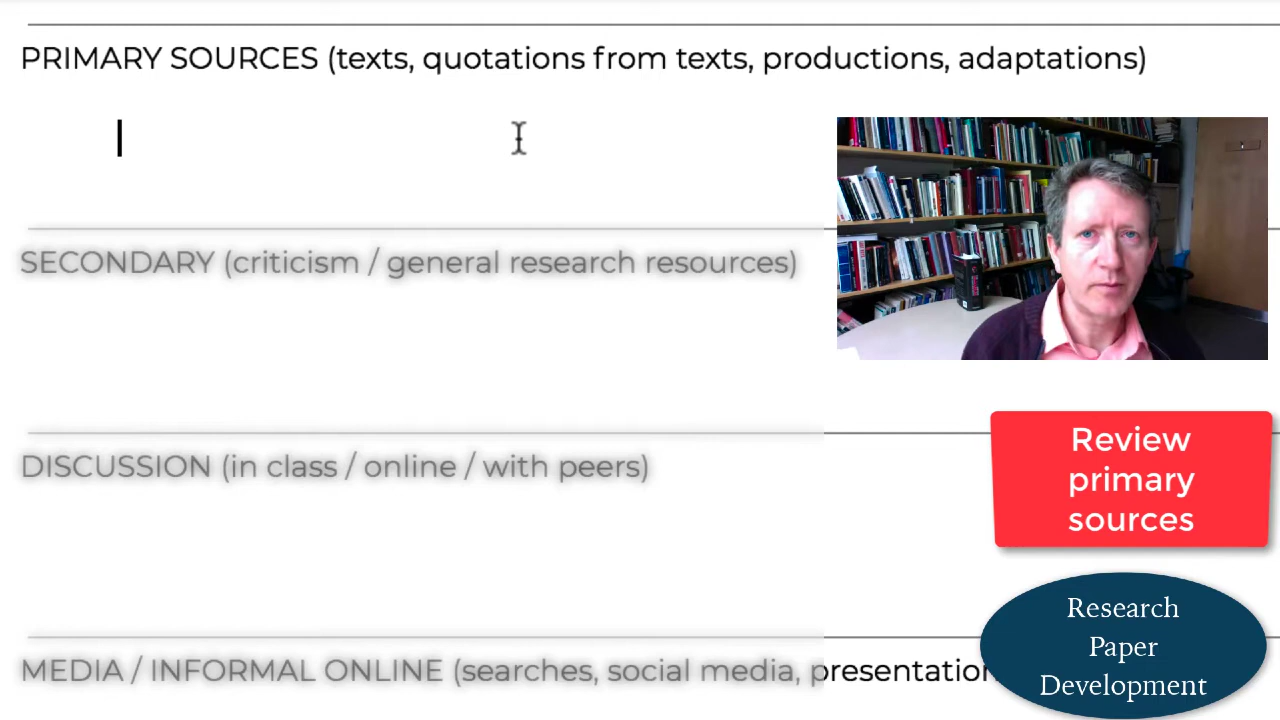 PRIMARY SOURCES (texts, quotations from texts, productions, adaptations)
SECONDARY (criticism / general research resources)
DISCUSSION (in class / online / with peers)
Review
primary
sources
Research
Paper
Development
MEDIA / INFORMAL ONLINE (searches, social media, presentation